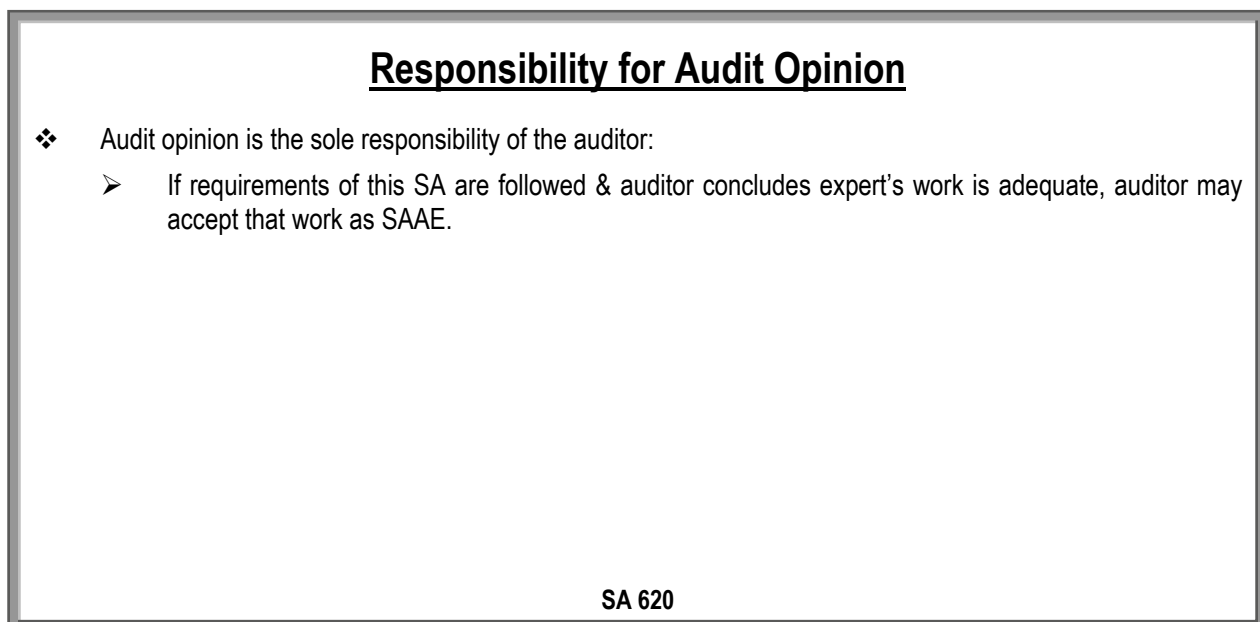 Responsibility for Audit Opinion
❖ Audit opinion is the sole responsibility of the auditor:
➢ If requirements of this SA are followed & auditor concludes expert’s work is adequate, auditor may
accept that work as SAAE.
SA 620